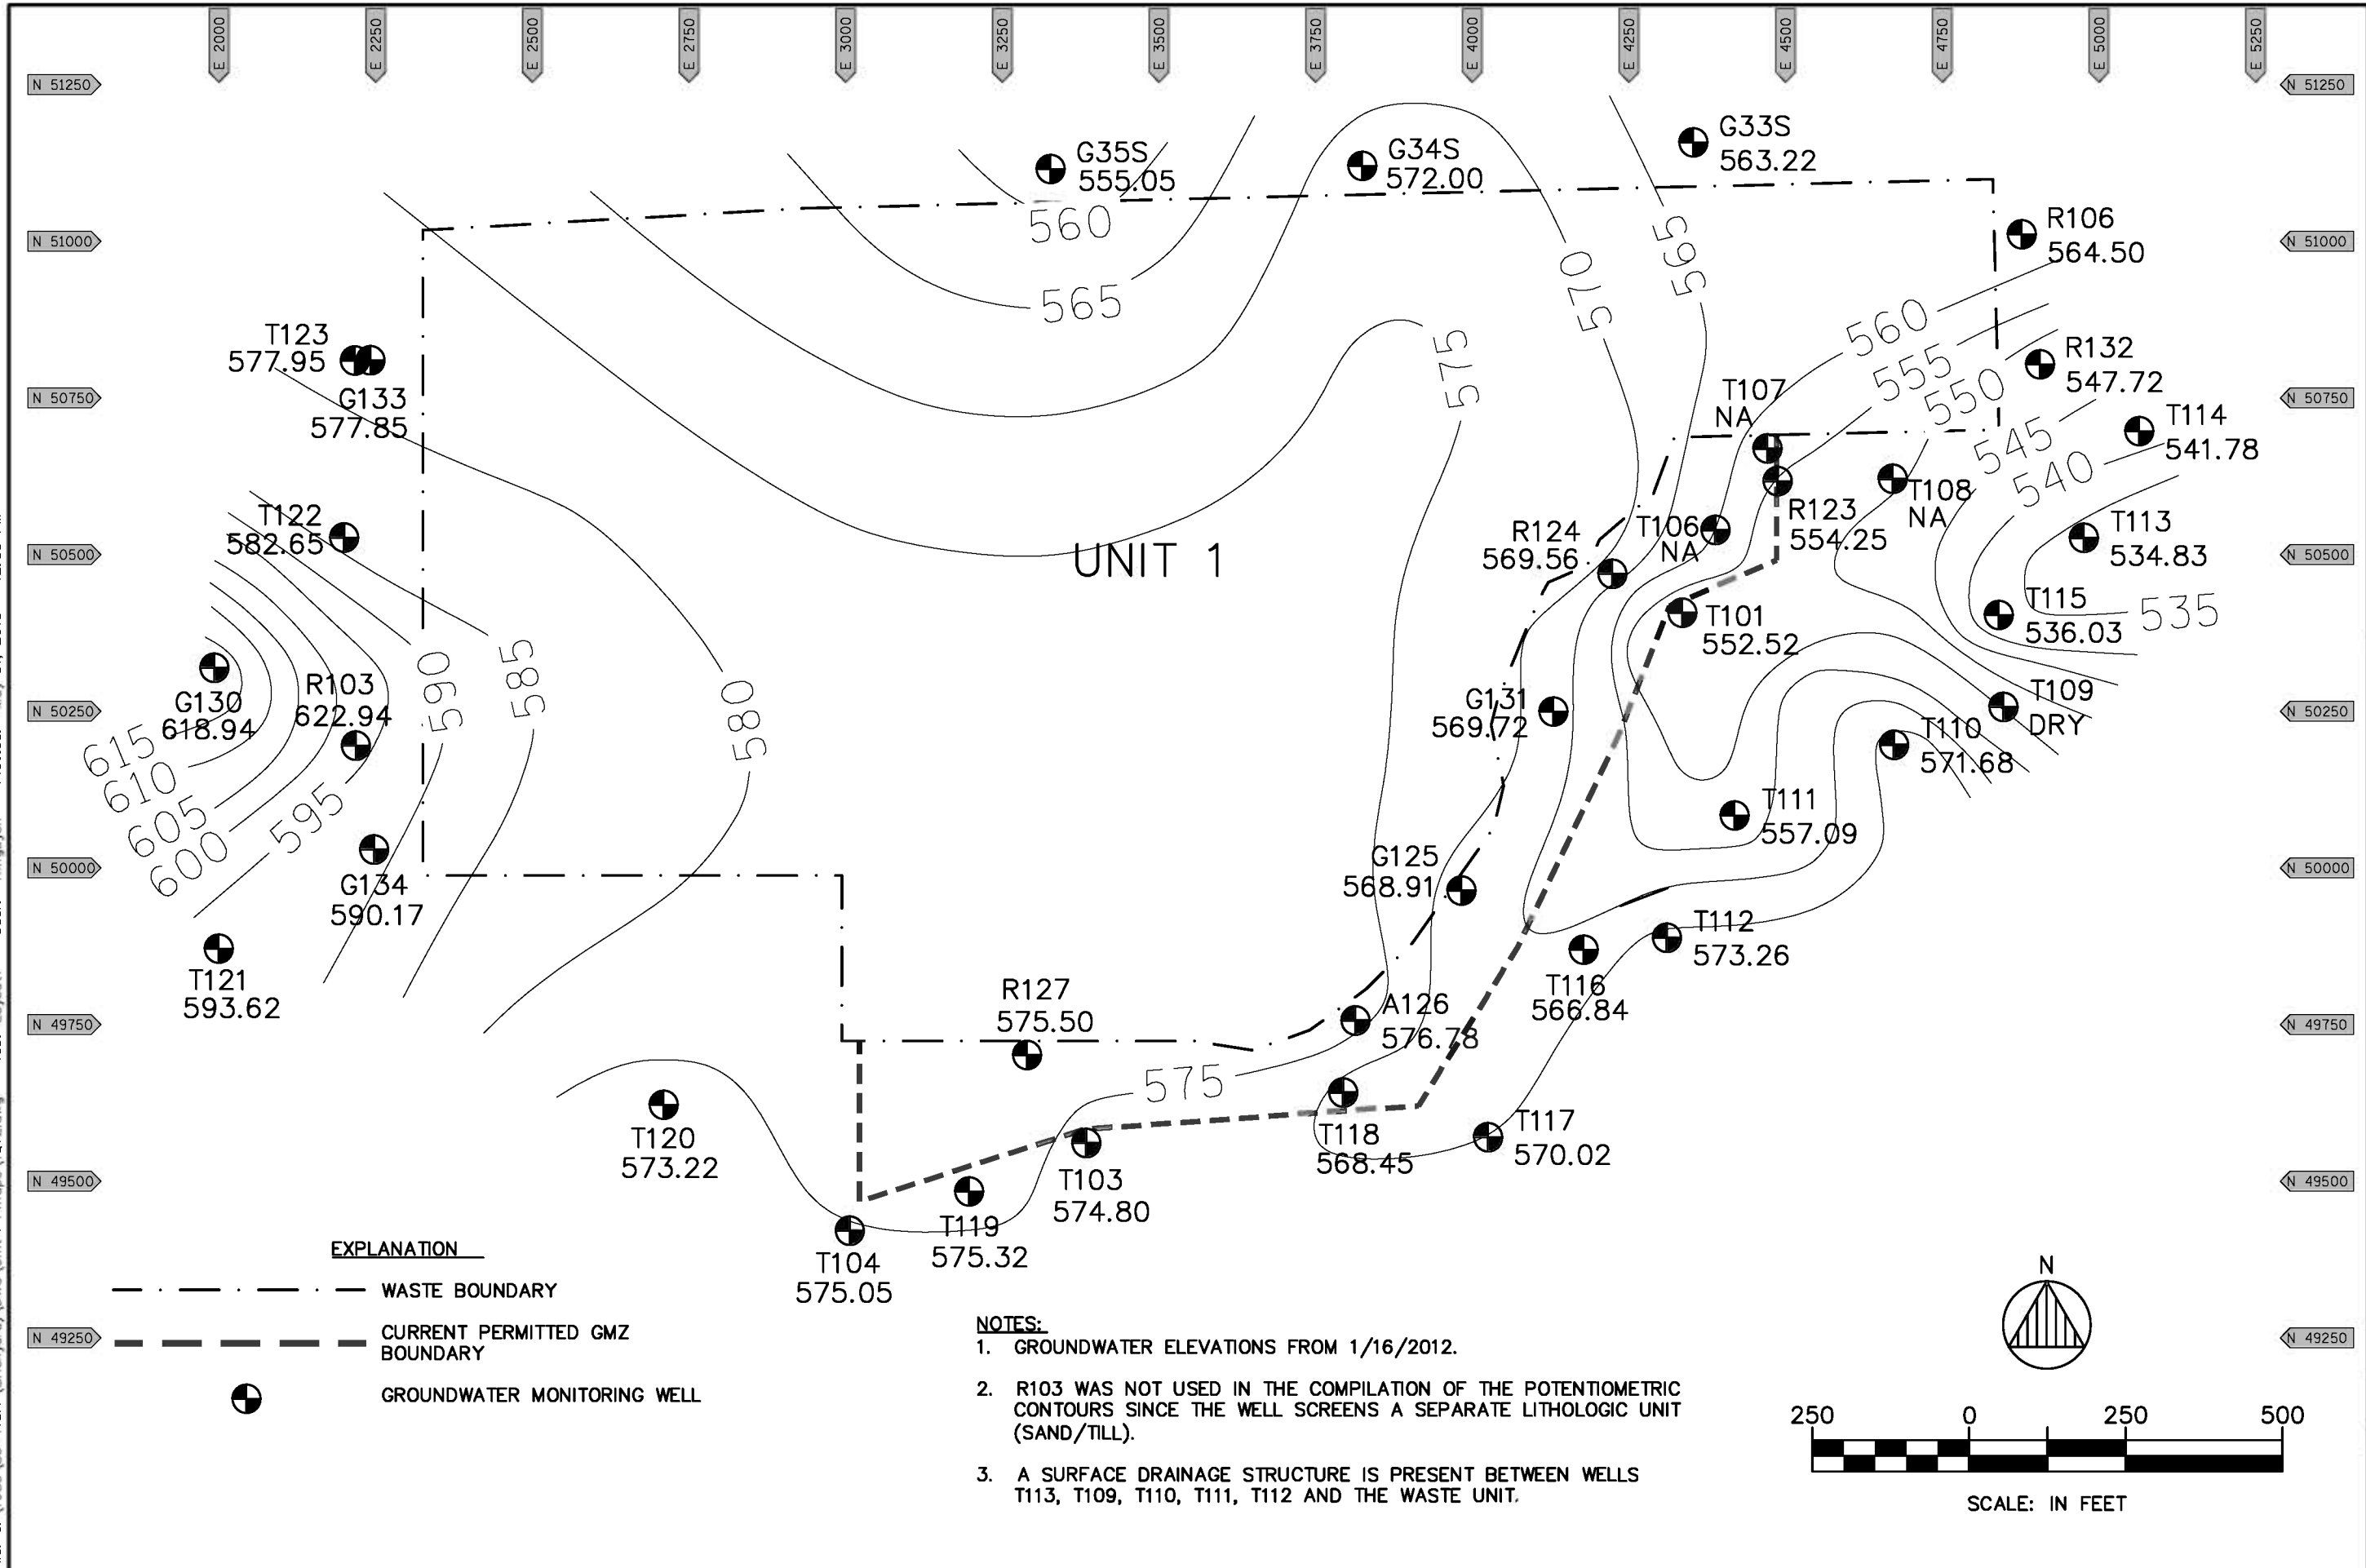 E 2000
E 2250
E 2500
E 2750
E 3000
E 3250
E 3500
E 3750
E 4000
E 4250
E 4500
E 4750
E 5000
E 5250
N 51250
N 51250
G35S
555.05
G34S
572.00
G33S
563.22
560
565
570
565
R106
564.50
N 51000
N 51000
T123
577.95
G133
577.85
575
560
555
550
545
540
R132
547.72
T107
NA
T114
541.78
N 50750
N 50750
T122
582.65
UNIT 1
R124
569.56
T106
NA
R123
554.25
T108
NA
T113
534.83
N 50500
N 50500
T101
552.52
T115
536.03
535
G130
618.94
R103
622.94
590
585
580
G131
569.72
T109
DRY
T110
571.68
N 50250
N 50250
615
610
605
600
595
T111
557.09
G134
590.17
G125
568.91
N 50000
N 50000
T121
593.62
T112
573.26
T116
566.84
R127
575.50
A126
576.78
N 49750
N 49750
575
T120
573.22
T118
568.45
T117
570.02
T103
574.80
N 49500
N 49500
T119
575.32
T104
575.05
EXPLANATION
WASTE BOUNDARY
CURRENT PERMITTED GMZ
BOUNDARY
GROUNDWATER MONITORING WELL
N 49250
N 49250
NOTES:
1. GROUNDWATER ELEVATIONS FROM 1/16/2012.
2. R103 WAS NOT USED IN THE COMPILATION OF THE POTENTIOMETRIC
CONTOURS SINCE THE WELL SCREENS A SEPARATE LITHOLOGIC UNIT
(SAND/TILL).
3. A SURFACE DRAINAGE STRUCTURE IS PRESENT BETWEEN WELLS
T113, T109, T110, T111, T112 AND THE WASTE UNIT.
N
250 0 250 500
SCALE: IN FEET